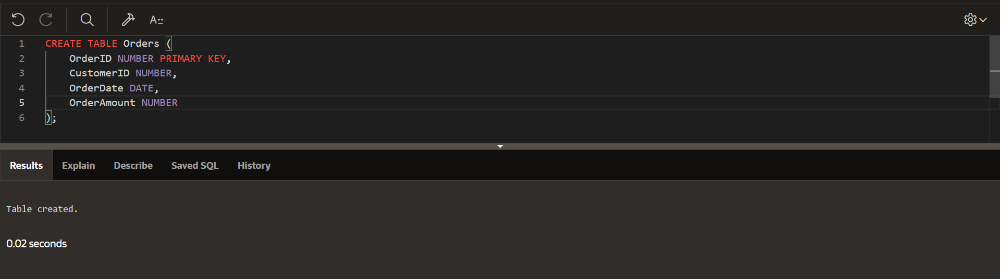 A
1 CREATE TABLE Orders (
2     OrderID NUMBER PRIMARY KEY,
3     CustomerID NUMBER,
4     OrderDate DATE,
5     OrderAmount NUMBER
6 );
Results Explain Describe Saved SQL History
Table created.
0.02 seconds